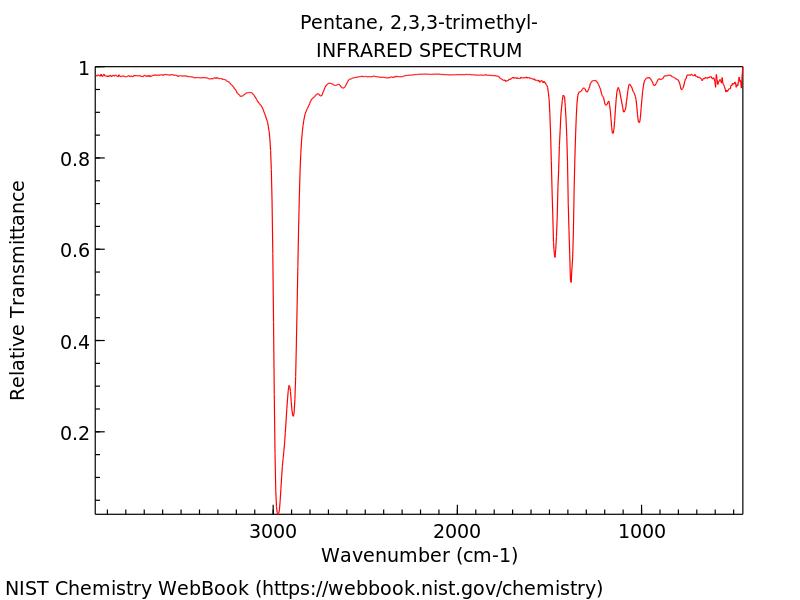 Pentane, 2,3,3-trimethyl-
INFRARED SPECTRUM
1
0.8
0.6
0.4
0.2
Relative Transmittance
3000 2000 1000
Wavenumber (cm-1)
NIST Chemistry WebBook (https://webbook.nist.gov/chemistry)